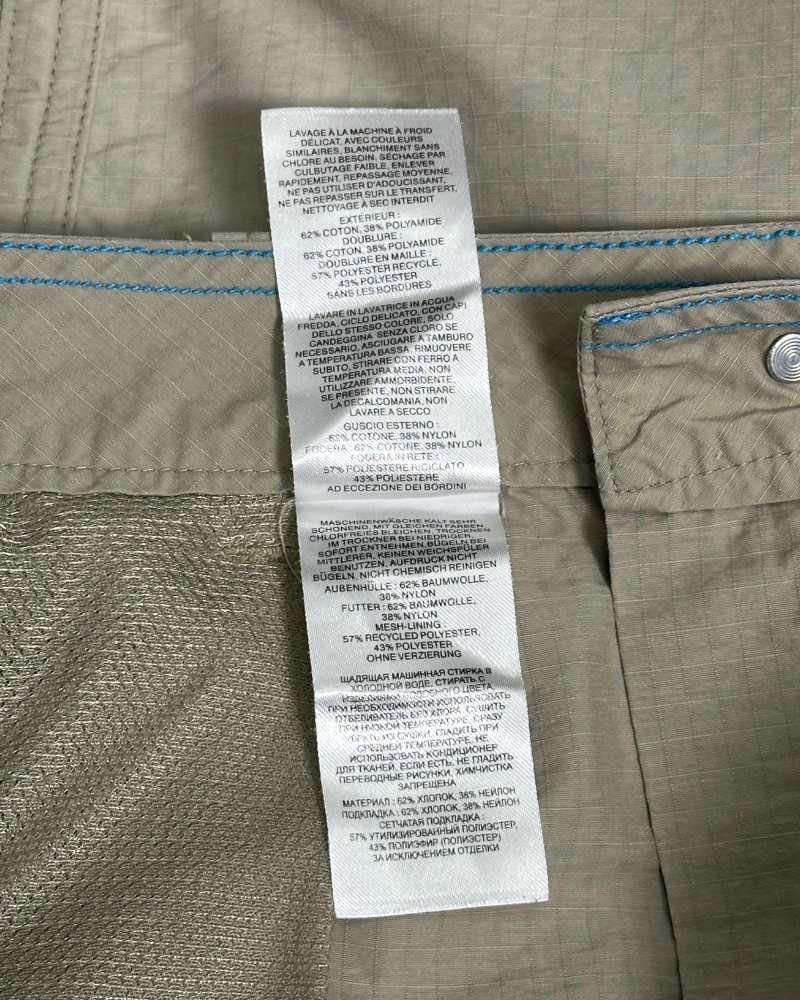 LAVAGE À LA MACHINE À FROID
DÉLICAT, AVEC COULEURS
SIMILAIRES, BLANCHIMENT SANS
CHLORE AU BESOIN, SÉCHAGE PAR
CULBUTAGE FAIBLE, ENLEVER
RAPIDEMENT, REPASSAGE MOYENNE,
NE PAS UTILISER D'ADOUCISSANT,
NE PAS REPASSER SUR LE TRANSFERT,
NETTOYAGE A SEC INTERDIT
EXTÉRIEUR :
62% COTON, 38% POLYAMIDE
DOUBLURE :
62% COTON, 38% POLYAMIDE
DOUBLURE EN MAILLE :
57% POLYESTER RECYCLÉ,
43% POLYESTER
SANS LES BORDURES
LAVARE IN LAVATRICE IN ACQUA
FREDDA, CICLO DELICATO, CON CAPI
DELLO STESSO COLORE, SOLO
CANDEGGINA SENZA CLORO SE
NECESSARIO, ASCIUGARE A TAMBURO
A TEMPERATURA BASSA, RIMUOVERE
SUBITO, STIRARE CON FERRO A
TEMPERATURA MEDIA, NON
UTILIZZARE AMMORBIDENTE,
SE PRESENTE, NON STIRARE
LA DECALCOMANIA, NON
LAVARE A SECCO
GUSCIO ESTERNO :
62% COTONE, 38% NYLON
FODERA : 62% COTONE, 38% NYLON
FODERA IN RETE :
57% POLIESTERE RICICLATO
43% POLIESTERE
AD ECCEZIONE DEI BORDINI
MASCHINENWÄSCHE KALT SEHR
SCHONEND, MIT GLEICHEN FARBEN,
CHLORFREIES BLEICHEN, TROCKNEN
IM TROCKNER BEI NIEDRIGER,
SOFORT ENTNEHMEN, BÜGELN BEI
MITTLERER, KEINEN WEICHSPÜLER
BENUTZEN, AUFDRUCK NICHT
BÜGELN, NICHT CHEMISCH REINIGEN
AUßENHÜLLE : 62% BAUMWOLLE,
38% NYLON
FUTTER : 62% BAUMWOLLE,
38% NYLON
MESH-LINING :
57% RECYCLED POLYESTER,
43% POLYESTER
OHNE VERZIERUNG
ЩАДЯЩАЯ МАШИННАЯ СТИРКА В
ХОЛОДНОЙ ВОДЕ, СТИРАТЬ С
ИЗДЕЛИЯМИ ПОДОБНОГО ЦВЕТА,
ПРИ НЕОБХОДИМОСТИ ИСПОЛЬЗОВАТЬ
ОТБЕЛИВАТЕЛЬ БЕЗ ХЛОРА, СУШИТЬ
ПРИ НИЗКОЙ ТЕМПЕРАТУРЕ, СРАЗУ
УБРАТЬ ИЗ СУШКИ, ГЛАДИТЬ ПРИ
СРЕДНЕЙ ТЕМПЕРАТУРЕ, НЕ
ИСПОЛЬЗОВАТЬ КОНДИЦИОНЕР
ДЛЯ ТКАНЕЙ, ЕСЛИ ЕСТЬ, НЕ ГЛАДИТЬ
ПЕРЕВОДНЫЕ РИСУНКИ, ХИМЧИСТКА
ЗАПРЕЩЕНА
МАТЕРИАЛ : 62% ХЛОПОК, 38% НЕЙЛОН
ПОДКЛАДКА : 62% ХЛОПОК, 38% НЕЙЛОН
СЕТЧАТАЯ ПОДКЛАДКА :
57% УТИЛИЗИРОВАННЫЙ ПОЛИЭСТЕР,
43% ПОЛИЭФИР (ПОЛИЭСТЕР)
ЗА ИСКЛЮЧЕНИЕМ ОТДЕЛКИ